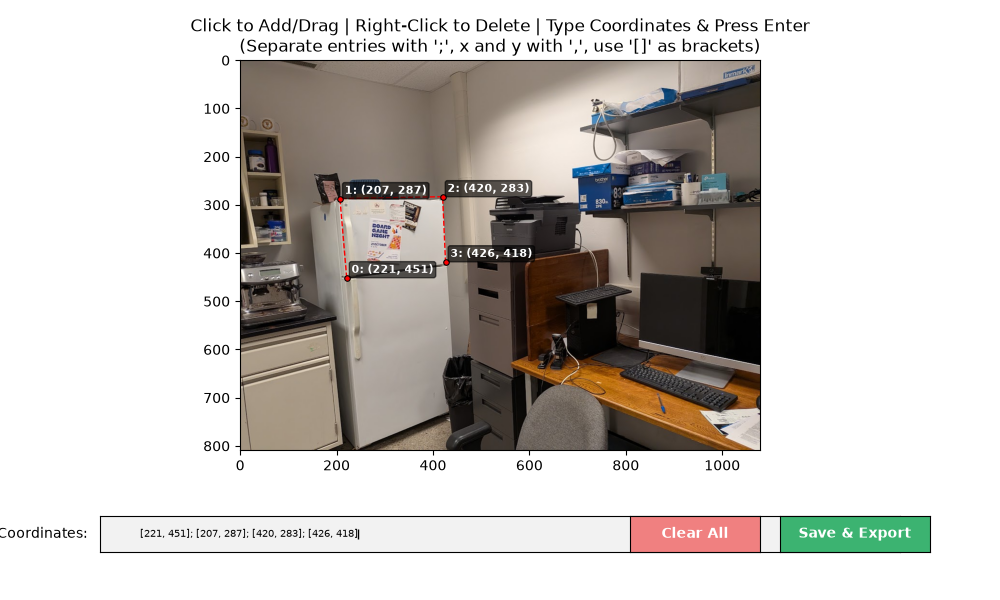 Click to Add/Drag | Right-Click to Delete | Type Coordinates & Press Enter
(Separate entries with ';', x and y with ',', use '[]' as brackets)
0
100
200
300
400
500
600
700
800
0
200
400
600
800
1000
1: (207, 287)
2: (420, 283)
3: (426, 418)
0: (221, 451)
BOARD
GAME
NIGHT
Coordinates:
[221, 451]; [207, 287]; [420, 283]; [426, 418]
Clear All
Save & Export